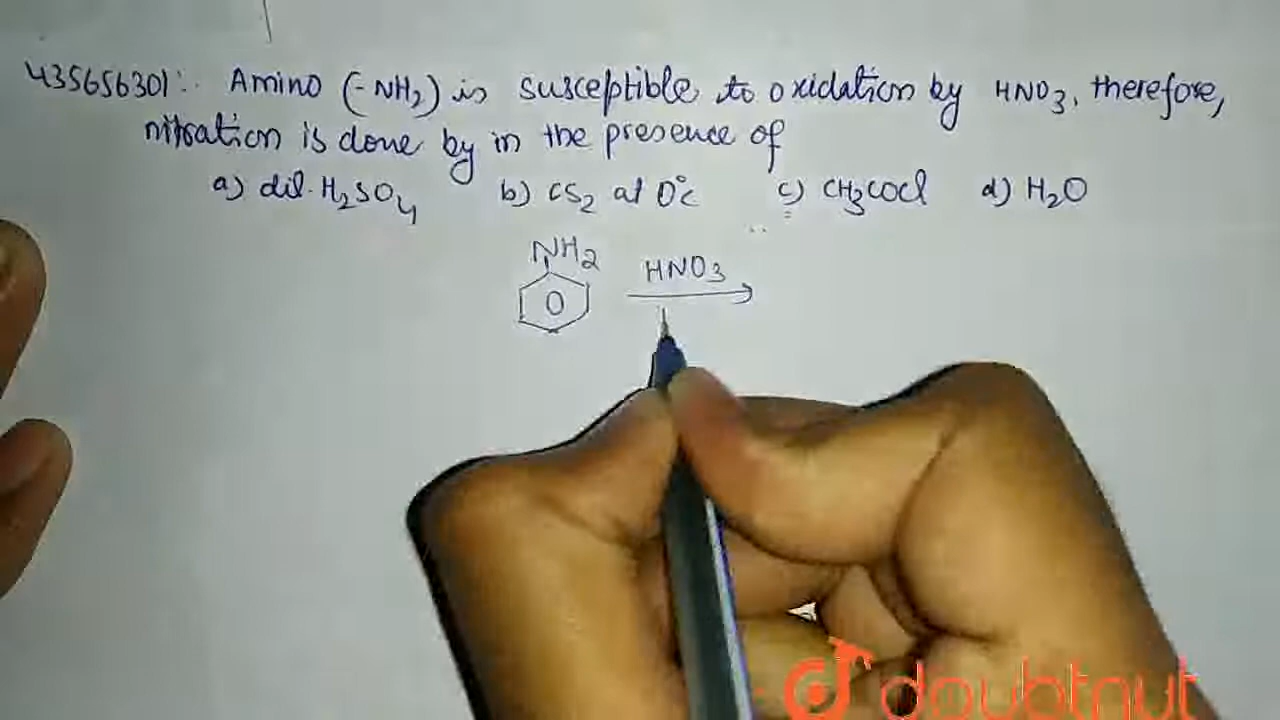 435656301:. Amino (-NH2) is susceptible to oxidation by HNO3, therefore,
nitration is done by in the presence of
a) dil. H2SO4 b) CS2 at 0°c c) CH3COCl d) H2O
NH2
HNO3
doubtnut